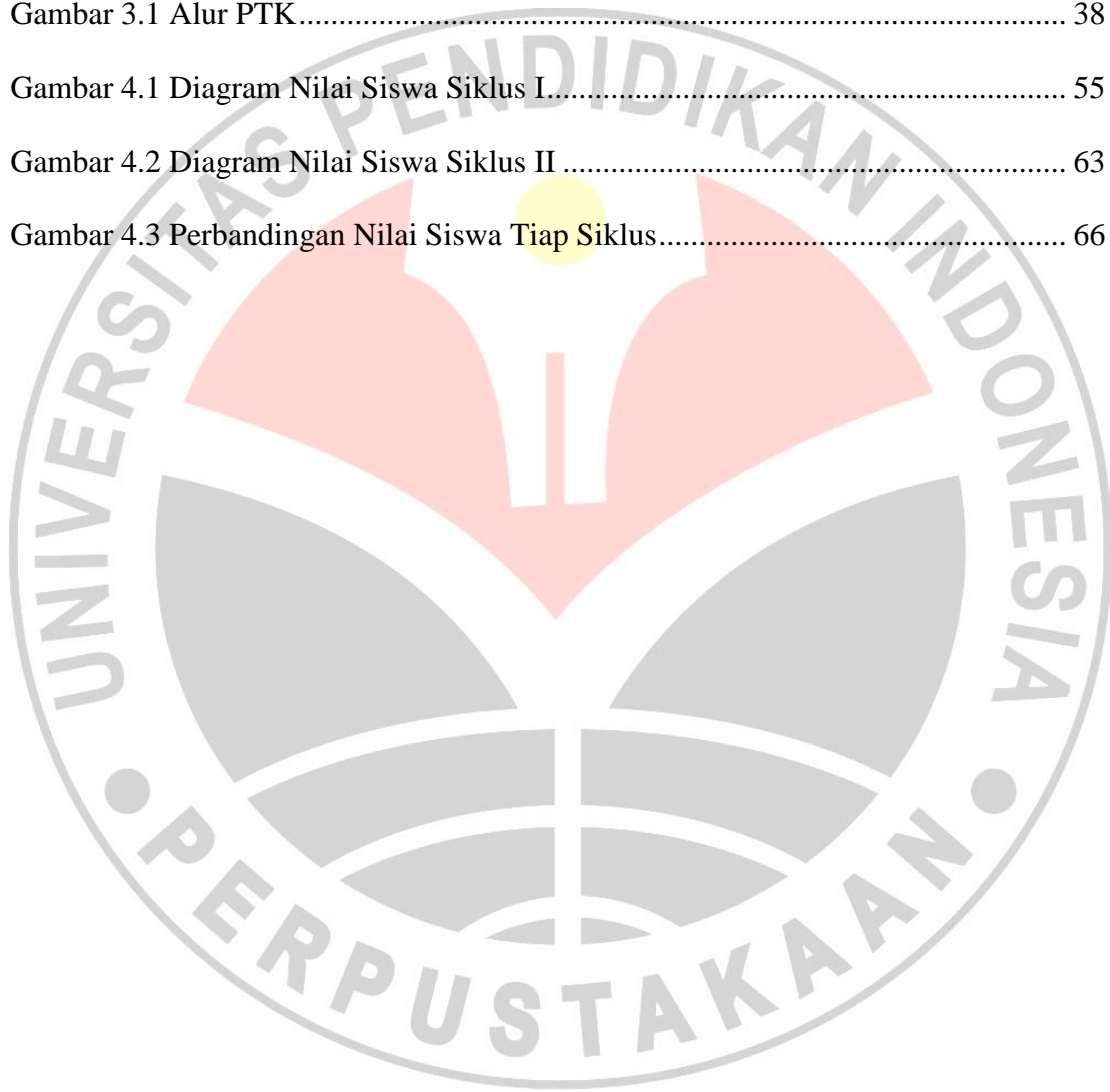 Gambar 3.1 Alur PTK........................................................................................ 38
Gambar 4.1 Diagram Nilai Siswa Siklus I............................................................ 55
Gambar 4.2 Diagram Nilai Siswa Siklus II ........................................................... 63
Gambar 4.3 Perbandingan Nilai Siswa Tiap Siklus............................................... 66
UNIVERSITAS PENDIDIKAN INDONESIA
PERPUSTAKAAN